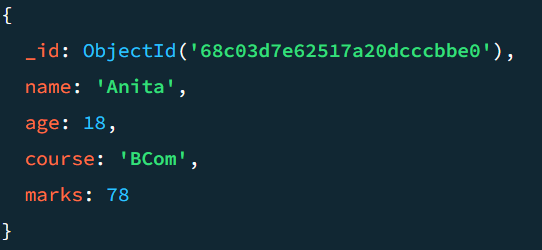 {
_id: ObjectId('68c03d7e62517a20dcccbbe0'),
name: 'Anita',
age: 18,
course: 'BCom',
marks: 78
}